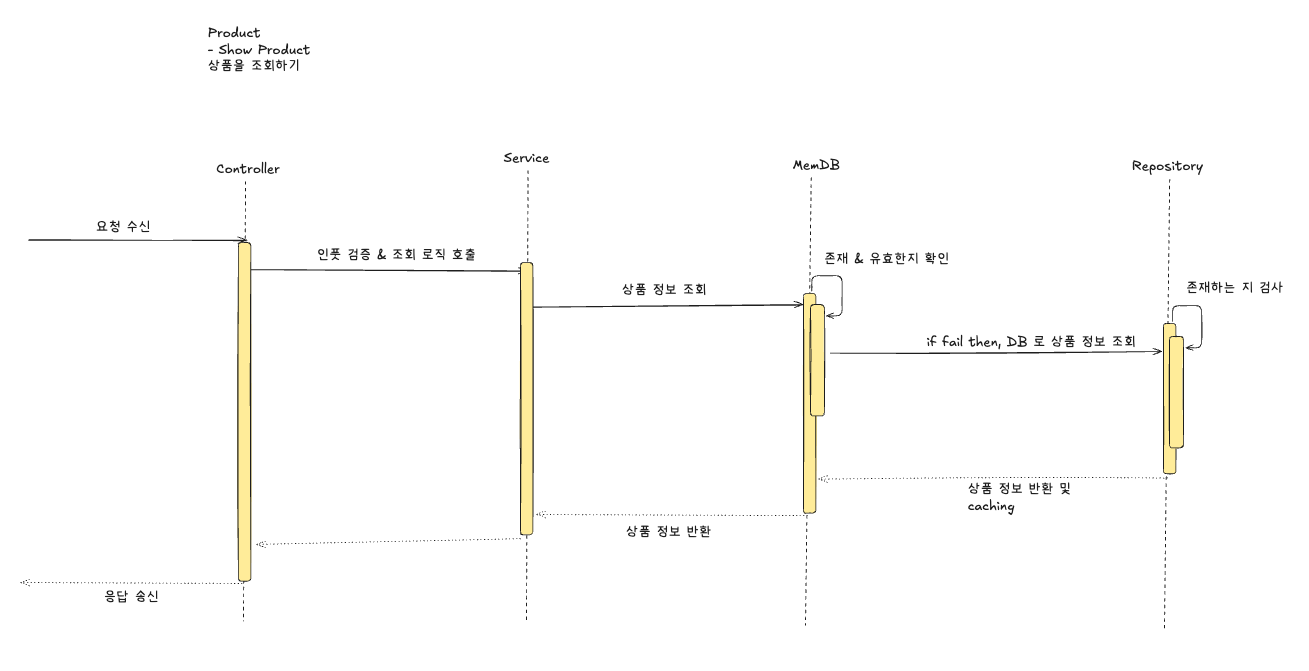 Product
- Show Product
상품을 조회하기
Controller
Service
MemDB
Repository
요청 수신
인풋 검증 & 조회 로직 호출
상품 정보 조회
존재 & 유효한지 확인
존재하는 지 검사
if fail then, DB 로 상품 정보 조회
상품 정보 반환 및
caching
상품 정보 반환
응답 송신